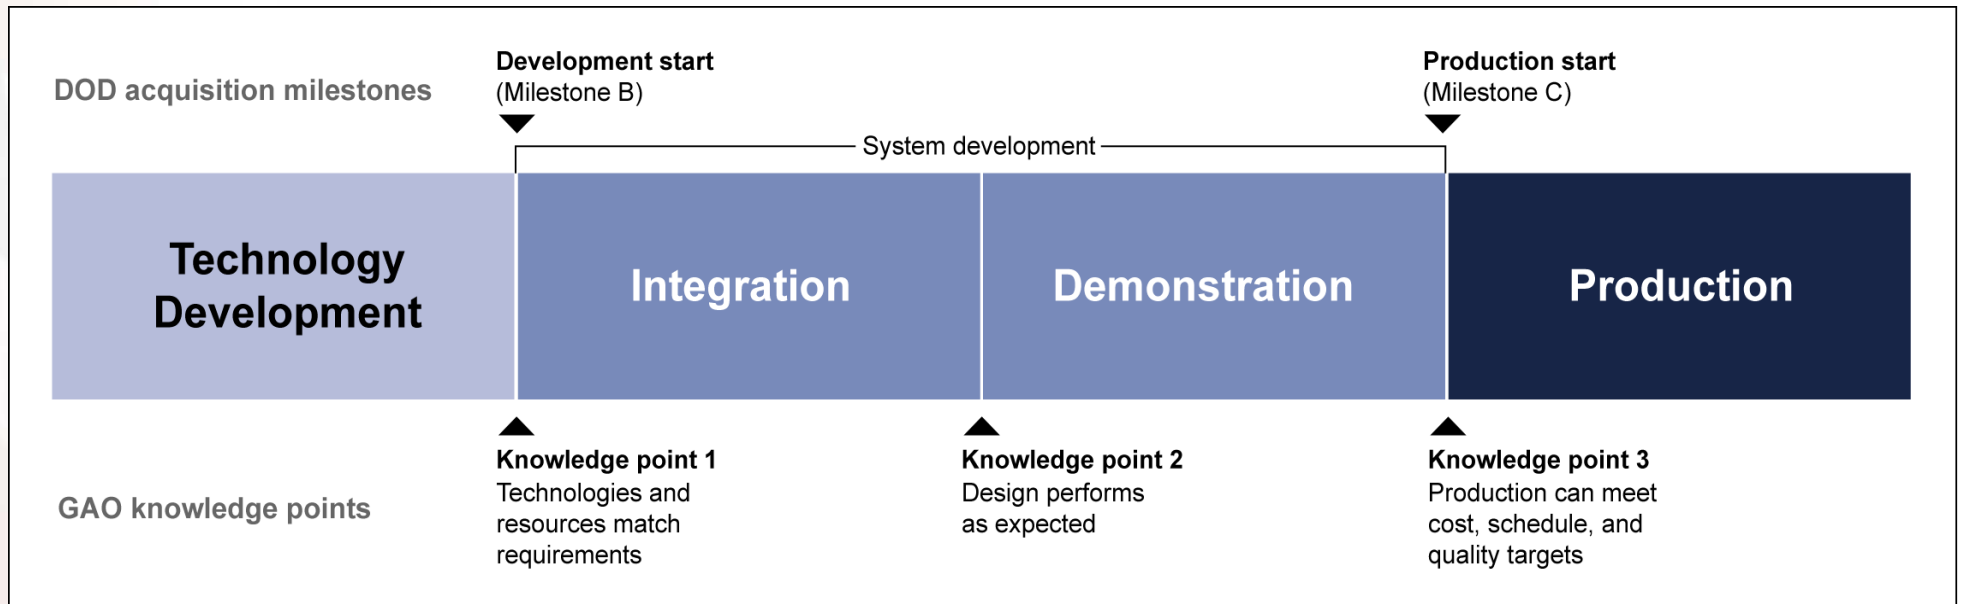 DOD acquisition milestones
Development start
(Milestone B)
Production start
(Milestone C)
System development
Technology
Development
Integration
Demonstration
Production
GAO knowledge points
Knowledge point 1
Technologies and
resources match
requirements
Knowledge point 2
Design performs
as expected
Knowledge point 3
Production can meet
cost, schedule, and
quality targets